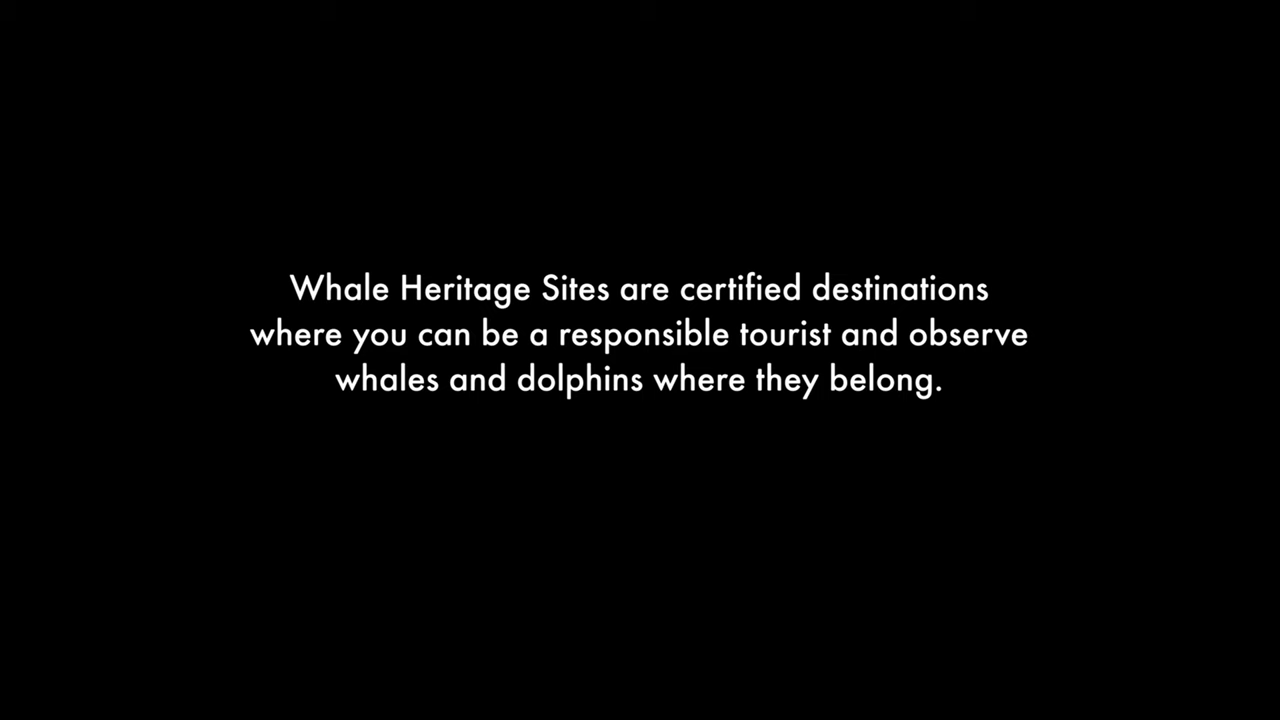 Whale Heritage Sites are certified destinations
where you can be a responsible tourist and observe
whales and dolphins where they belong.